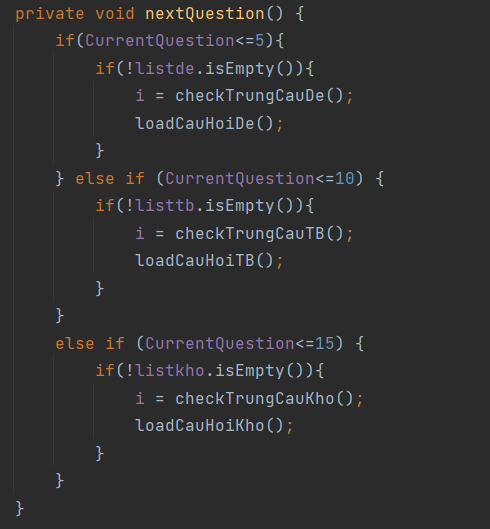 private void nextQuestion() {
    if(CurrentQuestion<=5){
        if(!listde.isEmpty()){
            i = checkTrungCauDe();
            loadCauHoiDe();
        }
    } else if (CurrentQuestion<=10) {
        if(!listtb.isEmpty()){
            i = checkTrungCauTB();
            loadCauHoiTB();
        }
    }
    else if (CurrentQuestion<=15) {
        if(!listkho.isEmpty()){
            i = checkTrungCauKho();
            loadCauHoiKho();
        }
    }
}